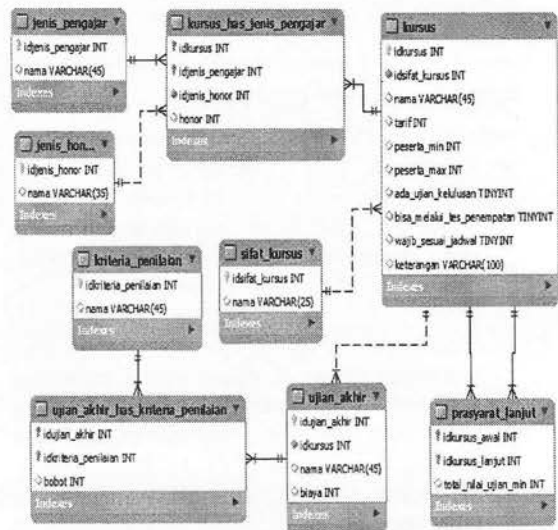 jenis_pengajar
idjenis_pengajar INT
nama VARCHAR(45)
Indexes
kursus_has_jenis_pengajar
idkursus INT
idjenis_pengajar INT
idjenis_honor INT
honor INT
Indexes
kursus
idkursus INT
idsifat_kursus INT
nama VARCHAR(45)
tarif INT
peserta_min INT
peserta_max INT
ada_ujian_kelulusan TINYINT
bisa_melalui_tes_penempatan TINYINT
wajib_sesuai_jadwal TINYINT
keterangan VARCHAR(100)
Indexes
jenis_hon...
idjenis_honor INT
nama VARCHAR(35)
Indexes
kriteria_penilaian
idkriteria_penilaian INT
nama VARCHAR(45)
Indexes
sifat_kursus
idsifat_kursus INT
nama VARCHAR(25)
Indexes
ujian_akhir_has_kriteria_penilaian
idujian_akhir INT
idkriteria_penilaian INT
bobot INT
Indexes
ujian_akhir
idujian_akhir INT
idkursus INT
nama VARCHAR(45)
biaya INT
Indexes
prasyarat_lanjut
idkursus_awal INT
idkursus_lanjut INT
total_nilai_ujian_min INT
Indexes